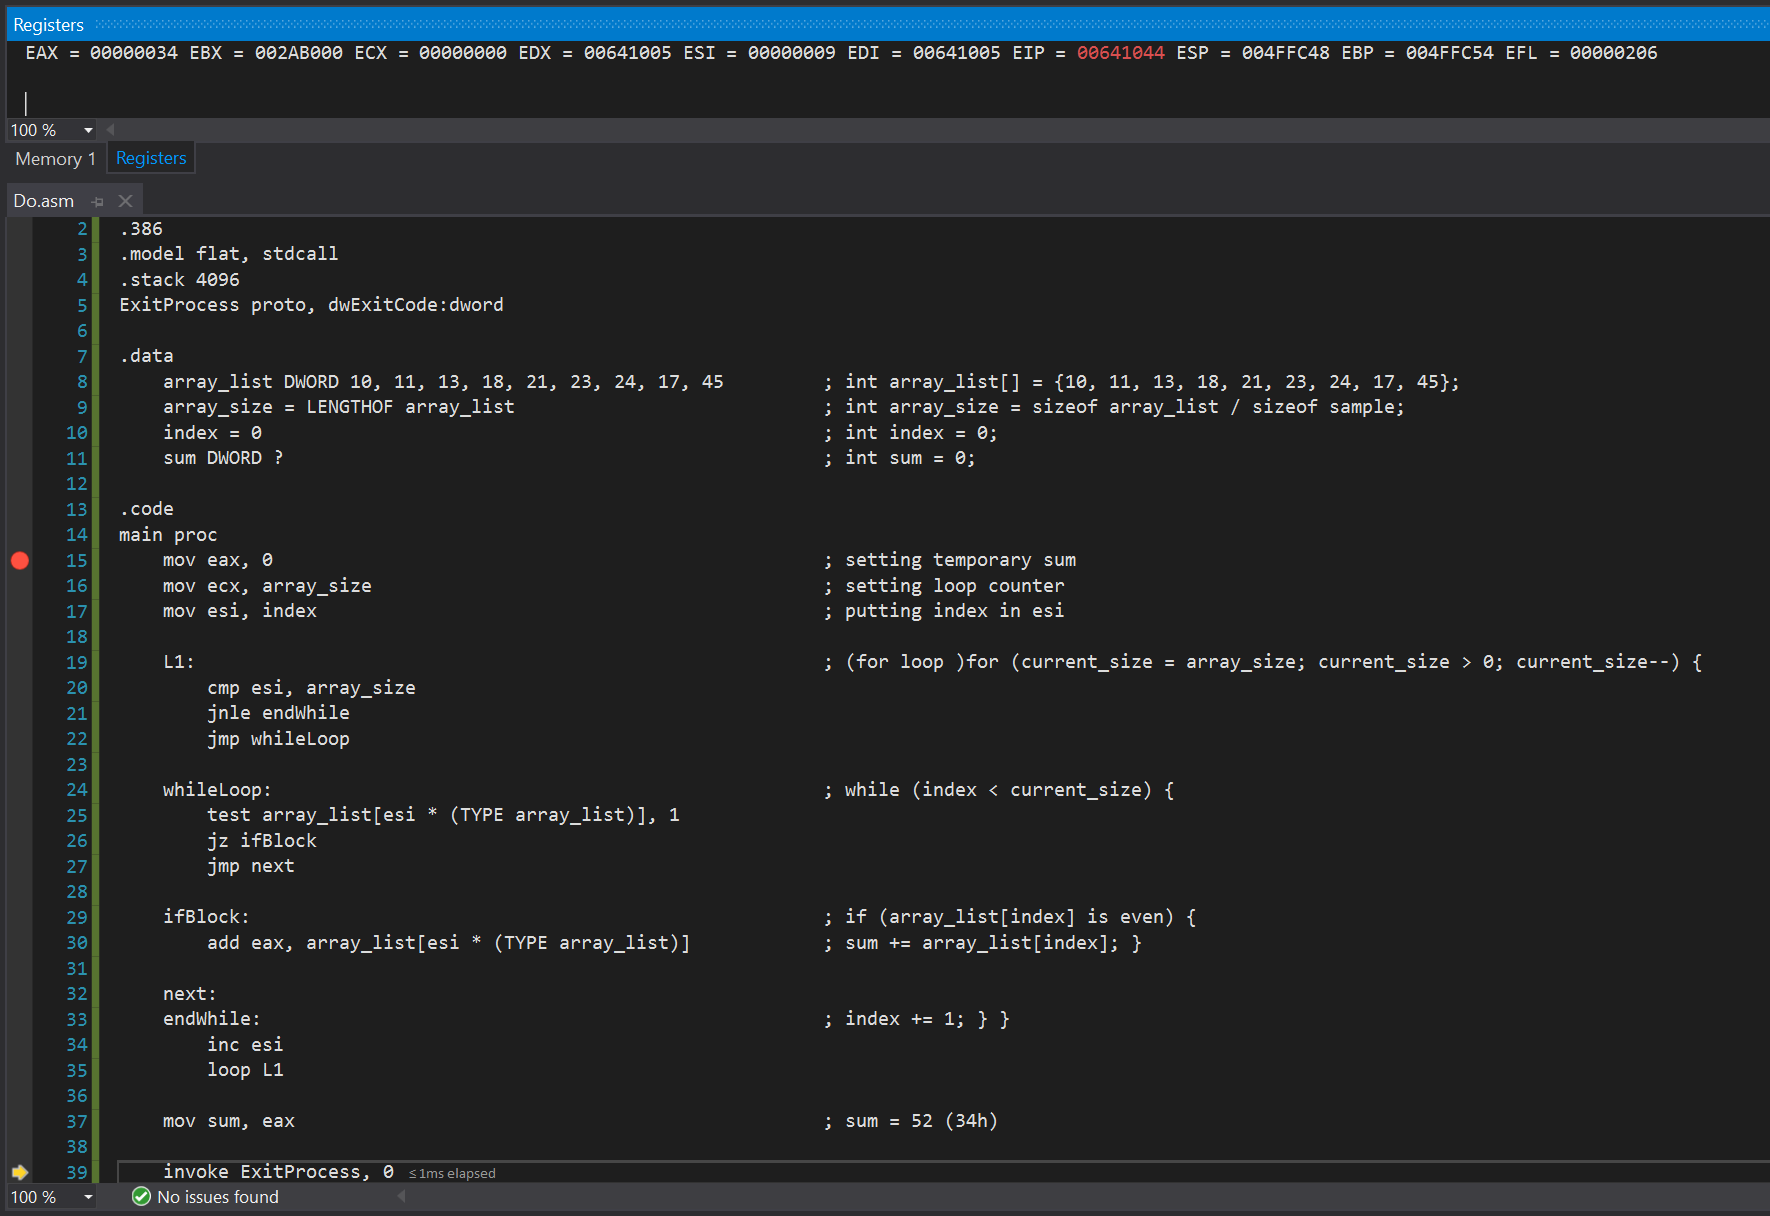 Registers
EAX = 00000034 EBX = 002AB000 ECX = 00000000 EDX = 00641005 ESI = 00000009 EDI = 00641005 EIP = 00641044 ESP = 004FFC48 EBP = 004FFC54 EFL = 00000206
100 %
Memory 1 Registers
Do.asm
2 .386
3 .model flat, stdcall
4 .stack 4096
5 ExitProcess proto, dwExitCode:dword
6
7 .data
8 array_list DWORD 10, 11, 13, 18, 21, 23, 24, 17, 45 ; int array_list[] = {10, 11, 13, 18, 21, 23, 24, 17, 45};
9 array_size = LENGTHOF array_list ; int array_size = sizeof array_list / sizeof sample;
10 index = 0 ; int index = 0;
11 sum DWORD ? ; int sum = 0;
12
13 .code
14 main proc
15 mov eax, 0 ; setting temporary sum
16 mov ecx, array_size ; setting loop counter
17 mov esi, index ; putting index in esi
18
19 L1: ; (for loop )for (current_size = array_size; current_size > 0; current_size--) {
20 cmp esi, array_size
21 jnle endWhile
22 jmp whileLoop
23
24 whileLoop: ; while (index < current_size) {
25 test array_list[esi * (TYPE array_list)], 1
26 jz ifBlock
27 jmp next
28
29 ifBlock: ; if (array_list[index] is even) {
30 add eax, array_list[esi * (TYPE array_list)] ; sum += array_list[index]; }
31
32 next:
33 endWhile: ; index += 1; } }
34 inc esi
35 loop L1
36
37 mov sum, eax ; sum = 52 (34h)
38
39 invoke ExitProcess, 0 ≤1ms elapsed
100 % No issues found